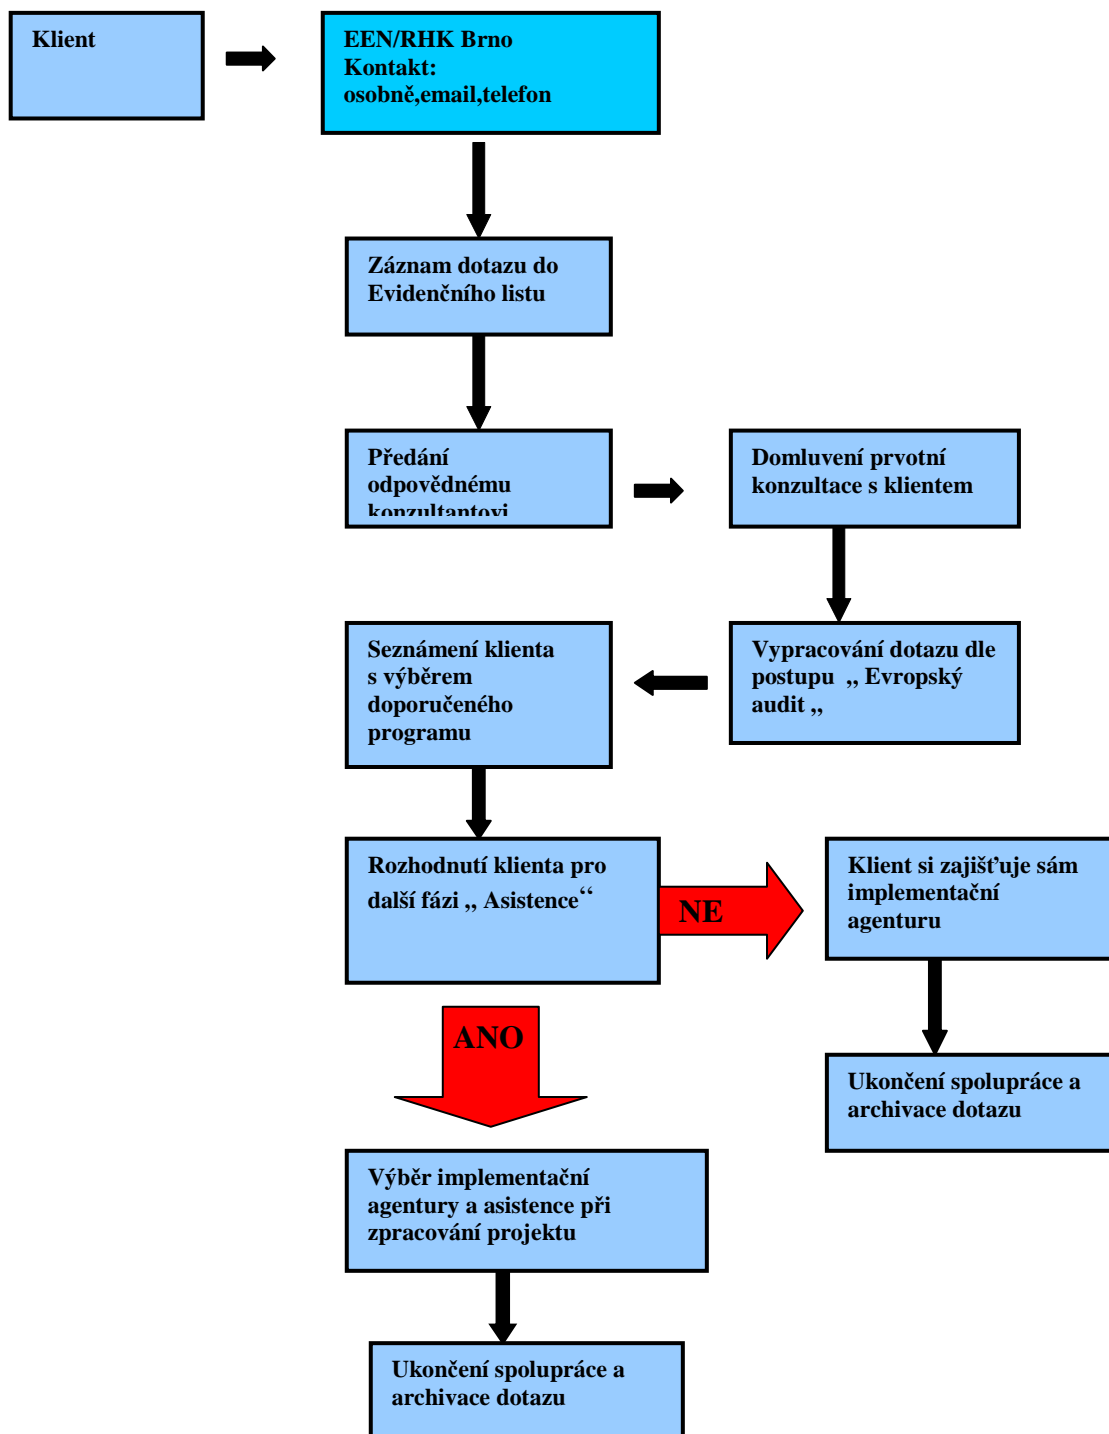 Klient
EEN/RHK Brno
Kontakt:
osobně,email,telefon
Záznam dotazu do
Evidenčního listu
Předání
odpovědnému
konzultantovi
Domluvení prvotní
konzultace s klientem
Seznámení klienta
s výběrem
doporučeného
programu
Vypracování dotazu dle
postupu „ Evropský
audit „
Rozhodnutí klienta pro
další fázi „ Asistence“
NE
Klient si zajišťuje sám
implementační
agenturu
ANO
Ukončení spolupráce a
archivace dotazu
Výběr implementační
agentury a asistence při
zpracování projektu
Ukončení spolupráce a
archivace dotazu